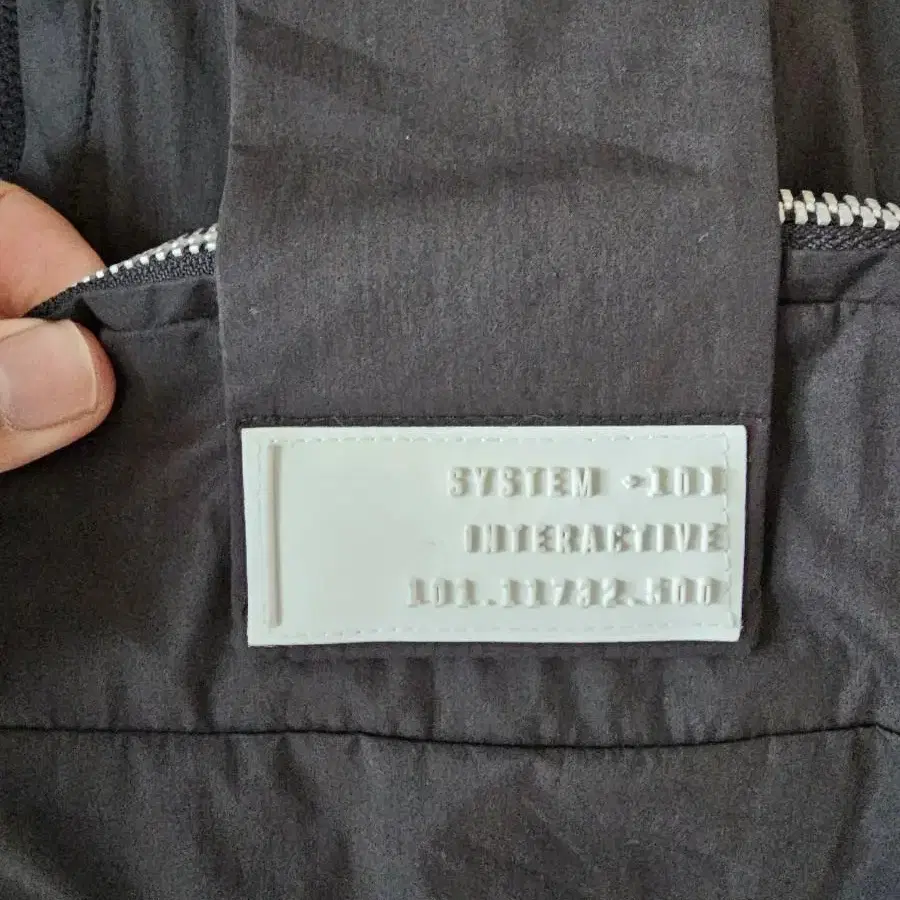 SYSTEM +101
INTERACTIVE
101.11732.500